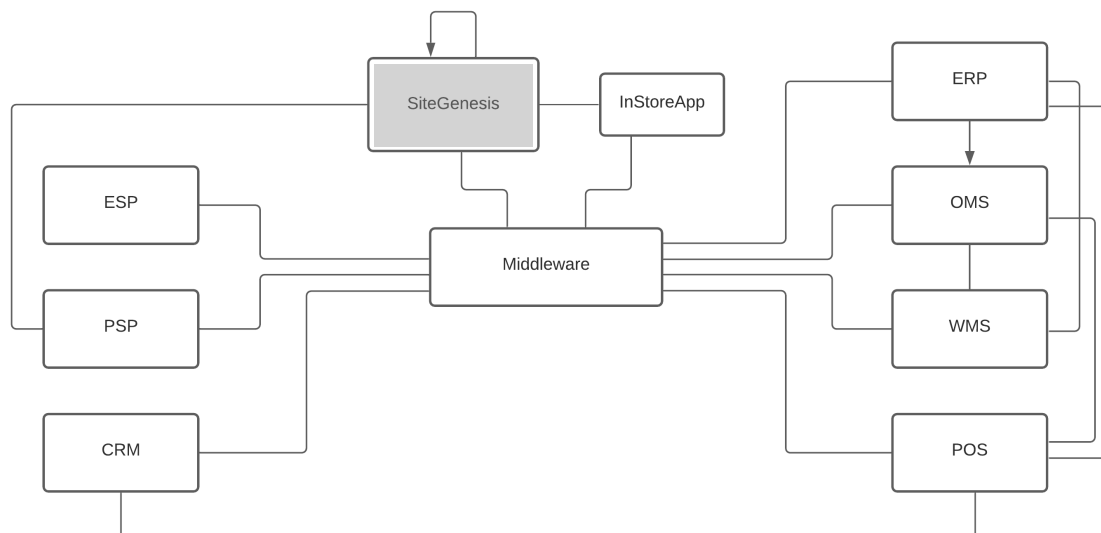 SiteGenesis
InStoreApp
ERP
ESP
OMS
Middleware
PSP
WMS
CRM
POS